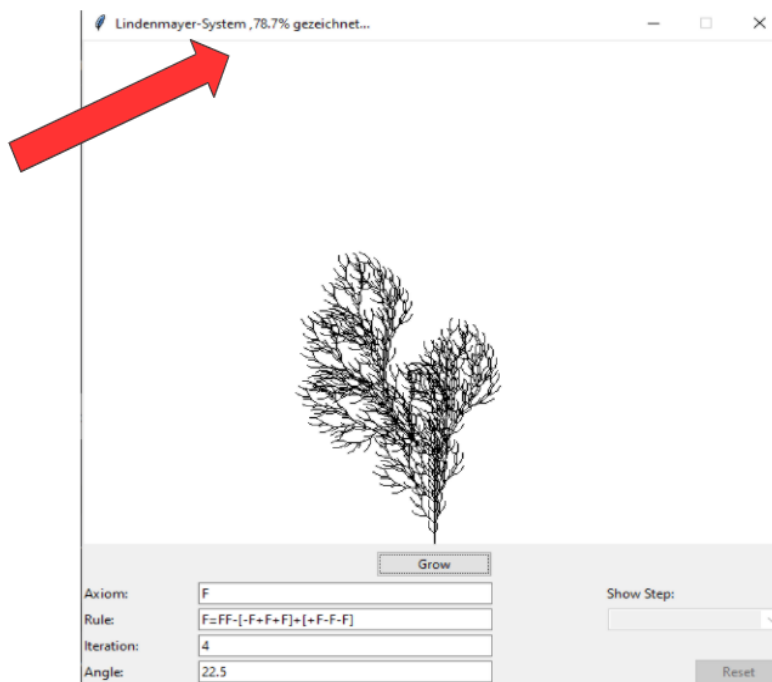 Lindenmayer-System ,78.7% gezeichnet...
Grow
Axiom: F
Show Step:
Rule: F=FF-[-F+F+F]+[+F-F-F]
Iteration: 4
Angle: 22.5
Reset